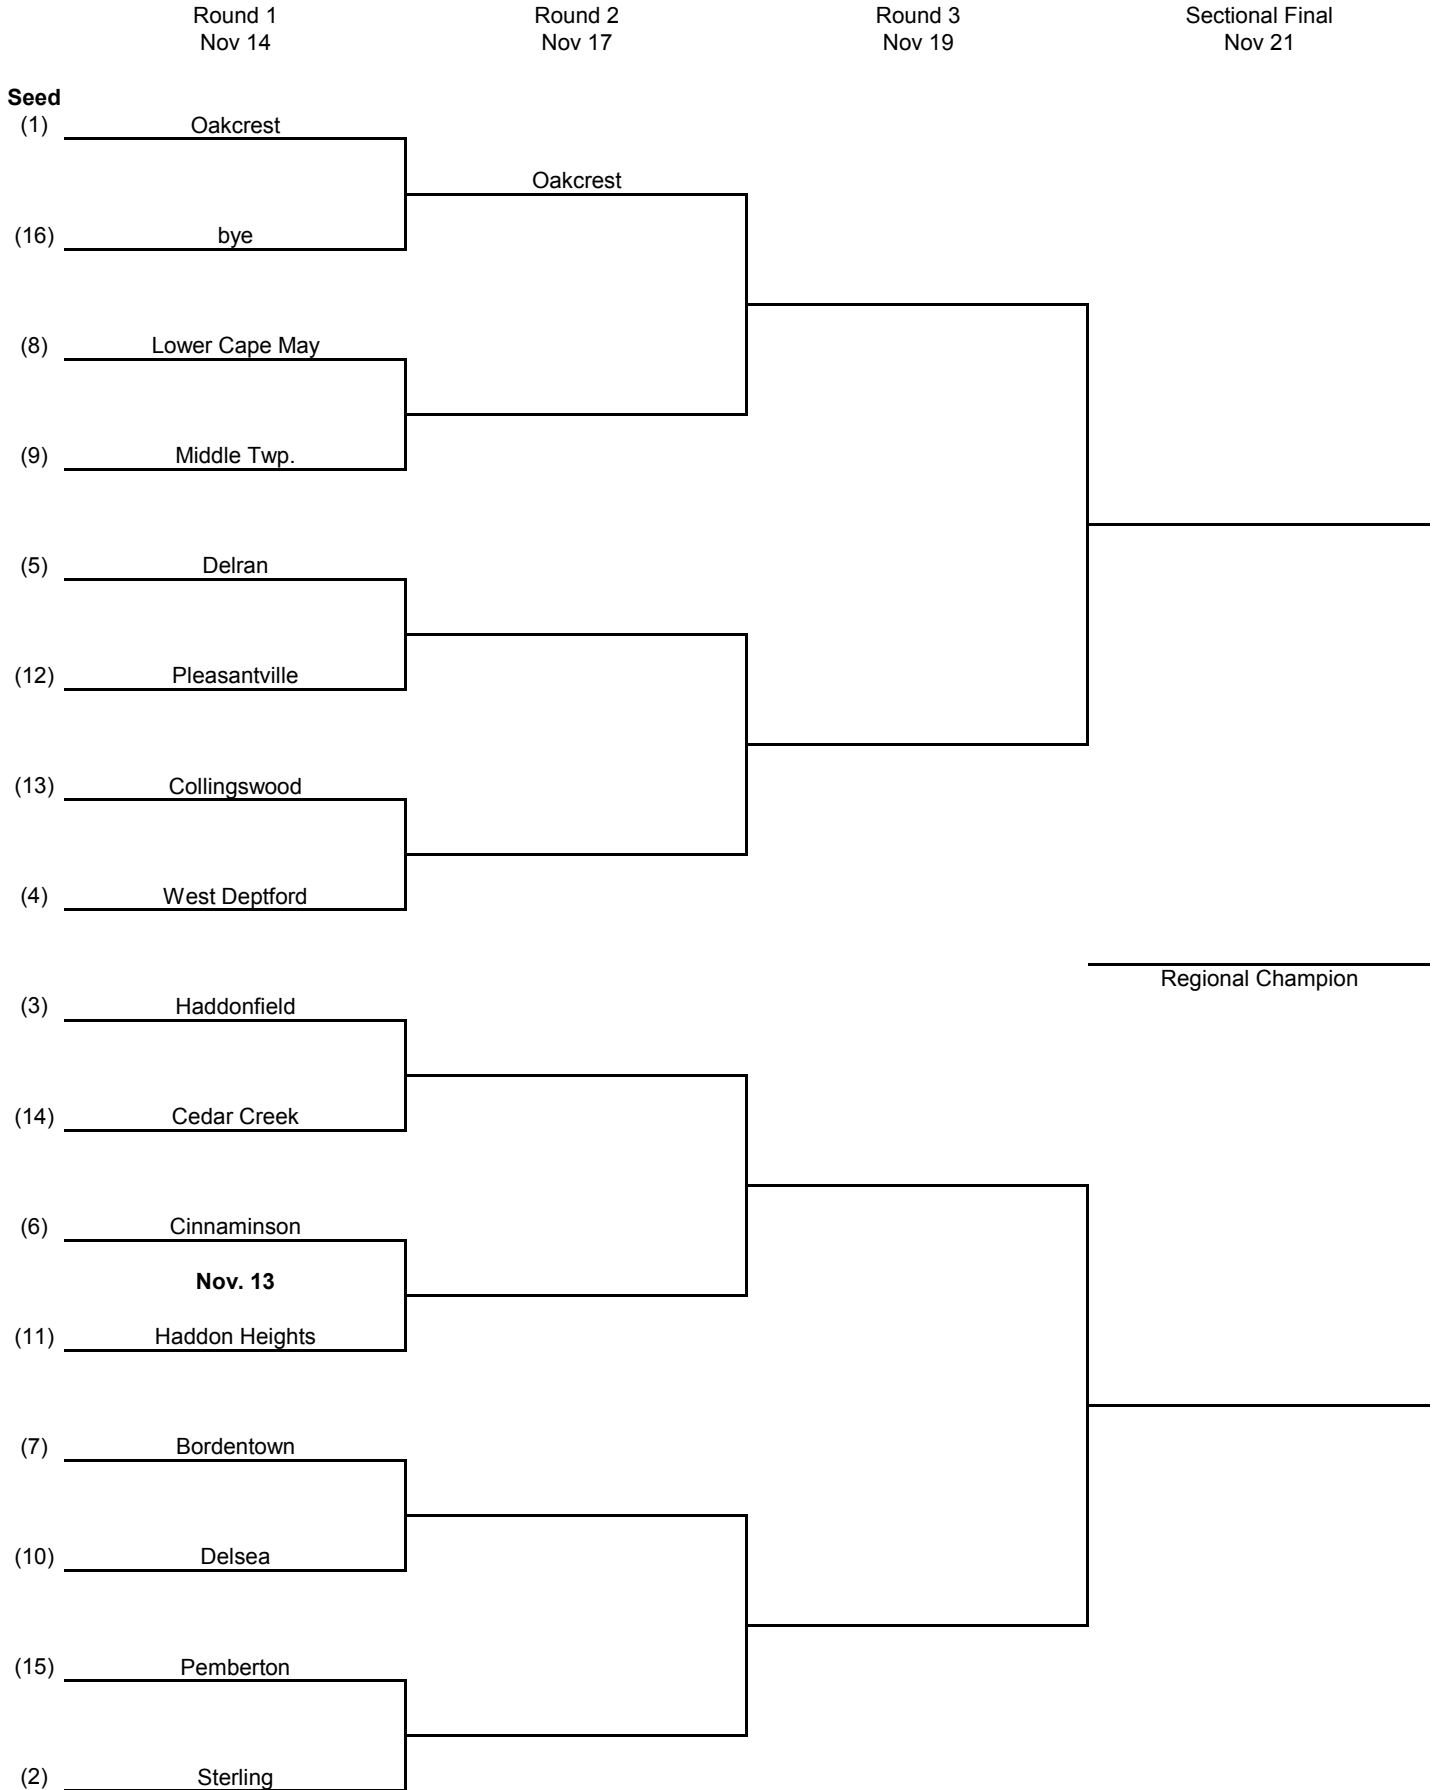 Round 1 Round 2 Round 3 Sectional Final
Nov 14 Nov 17 Nov 19 Nov 21
Seed
(1) Oakcrest
Oakcrest
(16) bye
(8) Lower Cape May
(9) Middle Twp.
(5) Delran
(12) Pleasantville
(13) Collingswood
(4) West Deptford
Regional Champion
(3) Haddonfield
(14) Cedar Creek
(6) Cinnaminson
Nov. 13
(11) Haddon Heights
(7) Bordentown
(10) Delsea
(15) Pemberton
(2) Sterling